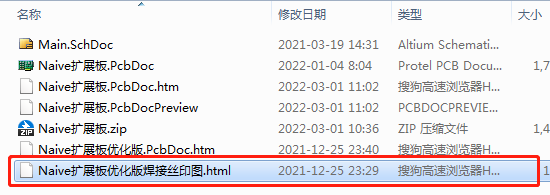 名称 修改日期 类型 大小
Main.SchDoc 2021-03-19 14:31 Altium Schemati...
Naive扩展板.PcbDoc 2022-01-04 8:04 Protel PCB Docu... 1,7
Naive扩展板.PcbDoc.htm 2022-03-01 11:02 搜狗高速浏览器H...
Naive扩展板.PcbDocPreview 2022-03-01 11:02 PCBDOCPREVIEW...
Naive扩展板.zip 2022-03-01 10:36 ZIP 压缩文件 1,4
Naive扩展板优化版.PcbDoc.htm 2021-12-25 23:40 搜狗高速浏览器H...
Naive扩展板优化版焊接丝印图.html 2021-12-25 23:29 搜狗高速浏览器H... 1